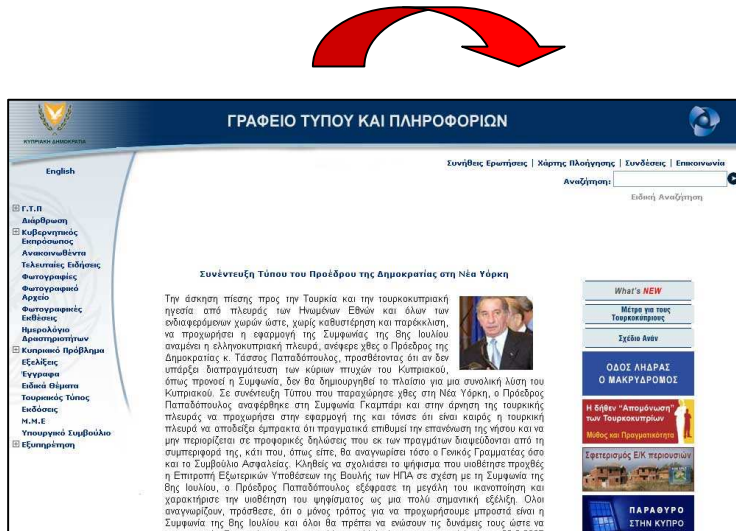 ΚΥΠΡΙΑΚΗ ΔΗΜΟΚΡΑΤΙΑ
ΓΡΑΦΕΙΟ ΤΥΠΟΥ ΚΑΙ ΠΛΗΡΟΦΟΡΙΩΝ
English
Συνήθεις Ερωτήσεις | Χάρτης Πλοήγησης | Συνδέσεις | Επικοινωνία
Αναζήτηση:
Ειδική Αναζήτηση
Γ.Τ.Π
Διάρθρωση
Κυβερνητικός
Εκπρόσωπος
Ανακοινωθέντα
Τελευταίες Ειδήσεις
Φωτογραφίες
Φωτογραφικό
Αρχείο
Φωτογραφικές
Εκθέσεις
Ημερολόγιο
Δραστηριοτήτων
Κυπριακό Πρόβλημα
Εξελίξεις
Έγγραφα
Ειδικά Θέματα
Τουρκικός Τύπος
Εκδόσεις
Μ.Μ.Ε
Υπουργικό Συμβούλιο
Εξυπηρέτηση
Συνέντευξη Τύπου του Προέδρου της Δημοκρατίας στη Νέα Υόρκη
Την άσκηση πίεσης προς την Τουρκία και την τουρκοκυπριακή
ηγεσία από πλευράς των Ηνωμένων Εθνών και όλων των
ενδιαφερόμενων χωρών ώστε, χωρίς καθυστέρηση και παρέκκλιση,
να προχωρήσει η εφαρμογή της Συμφωνίας της 8ης Ιουλίου
αναμένει η ελληνοκυπριακή πλευρά, ανέφερε χθες ο Πρόεδρος της
Δημοκρατίας κ. Τάσσος Παπαδόπουλος, προσθέτοντας ότι αν δεν
υπάρξει διαπραγμάτευση των κύριων πτυχών του Κυπριακού,
όπως προνοεί η Συμφωνία, δεν θα δημιουργηθεί το πλαίσιο για μια συνολική λύση του
Κυπριακού. Σε συνέντευξη Τύπου που παραχώρησε χθες στη Νέα Υόρκη, ο Πρόεδρος
Παπαδόπουλος αναφέρθηκε στη Συμφωνία Γκαμπάρι και στην άρνηση της τουρκικής
πλευράς να προχωρήσει στην εφαρμογή της και τόνισε ότι είναι καιρός η τουρκική
πλευρά να αποδείξει έμπρακτα ότι πραγματικά επιθυμεί την επανένωση της νήσου και να
μην περιορίζεται σε προφορικές δηλώσεις που εκ των πραγμάτων διαψεύδονται από τη
συμπεριφορά της, κάτι που, όπως είπε, θα αναγνωρίσει τόσο ο Γενικός Γραμματέας όσο
και το Συμβούλιο Ασφαλείας. Κληθείς να σχολιάσει το ψήφισμα που υιοθέτησε προχθές
η Επιτροπή Εξωτερικών Υποθέσεων της Βουλής των ΗΠΑ σε σχέση με τη Συμφωνία της
8ης Ιουλίου, ο Πρόεδρος Παπαδόπουλος εξέφρασε τη μεγάλη του ικανοποίηση και
χαρακτήρισε την υιοθέτηση του ψηφίσματος ως μια πολύ σημαντική εξέλιξη. Ολοι
αναγνωρίζουν, πρόσθεσε, ότι ο μόνος τρόπος για να προχωρήσουμε μπροστά είναι η
Συμφωνία της 8ης Ιουλίου και όλοι θα πρέπει να ενώσουν τις δυνάμεις τους ώστε να
What's NEW
Μέτρα για τους
Τουρκοκύπριους
Σχέδιο Ανάν
ΟΔΟΣ ΛΗΔΡΑΣ
Ο ΜΑΚΡΥΔΡΟΜΟΣ
Η δήθεν "Απομόνωση"
των Τουρκοκυπρίων
Μύθος και Πραγματικότητα
Σφετερισμός Ε/Κ περιουσιών
ΠΑΡΑΘΥΡΟ
ΣΤΗΝ ΚΥΠΡΟ